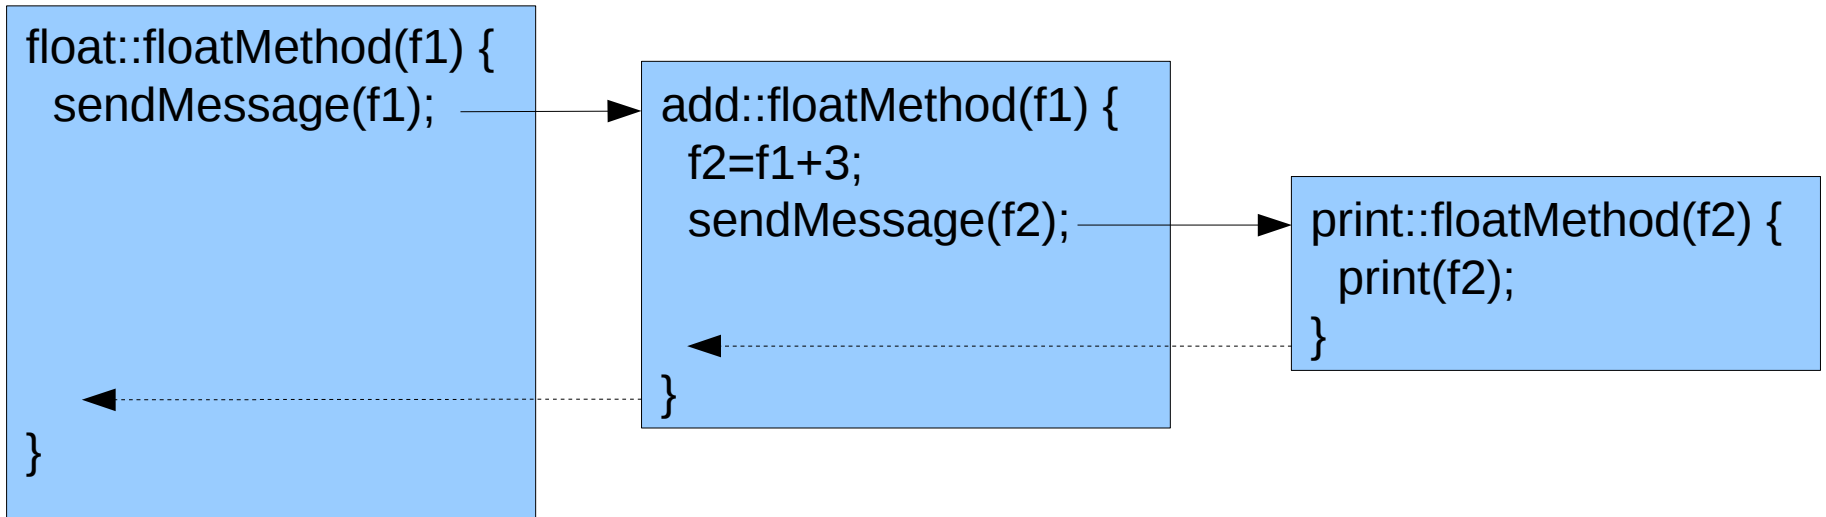 float::floatMethod(f1) {
sendMessage(f1);
}
add::floatMethod(f1) {
f2=f1+3;
sendMessage(f2);
}
print::floatMethod(f2) {
print(f2);
}